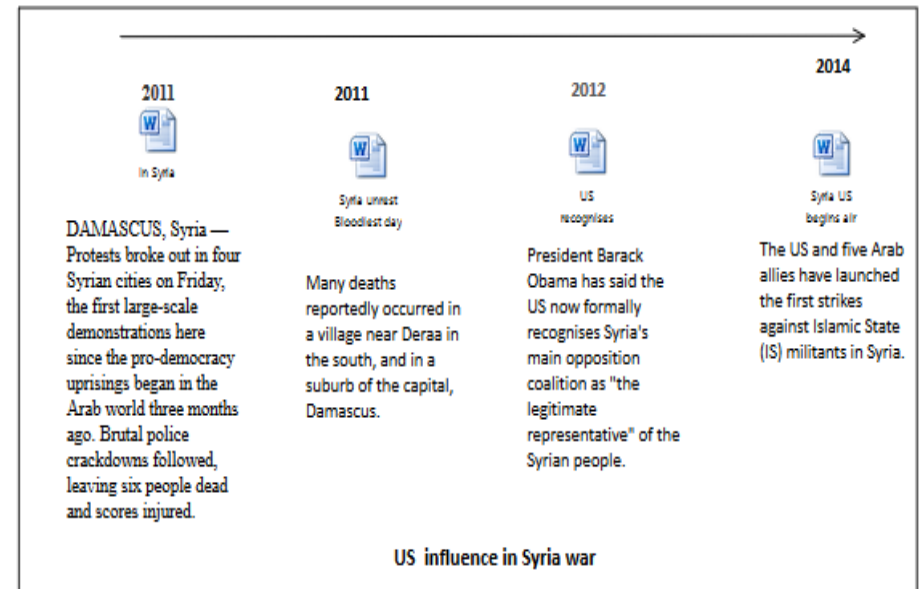 2011
In Syria
DAMASCUS, Syria —
Protests broke out in four
Syrian cities on Friday,
the first large-scale
demonstrations here
since the pro-democracy
uprisings began in the
Arab world three months
ago. Brutal police
crackdowns followed,
leaving six people dead
and scores injured.
2011
Syria unrest
Bloodiest day
Many deaths
reportedly occurred in
a village near Deraa in
the south, and in a
suburb of the capital,
Damascus.
2012
US
recognises
President Barack
Obama has said the
US now formally
recognises Syria's
main opposition
coalition as "the
legitimate
representative" of the
Syrian people.
2014
Syria US
begins air
The US and five Arab
allies have launched
the first strikes
against Islamic State
(IS) militants in Syria.
US influence in Syria war